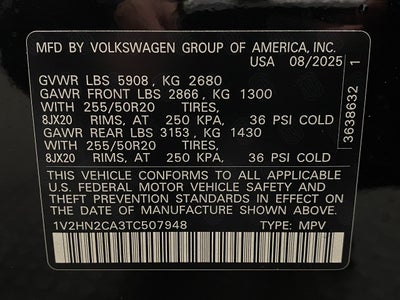 MFD BY VOLKSWAGEN GROUP OF AMERICA, INC.
USA 08/2025
GVWR LBS 5908, KG 2680
GAWR FRONT LBS 2866, KG 1300
WITH 255/50R20 TIRES,
8JX20 RIMS, AT 250 KPA, 36 PSI COLD
GAWR REAR LBS 3153, KG 1430
WITH 255/50R20 TIRES,
8JX20 RIMS, AT 250 KPA, 36 PSI COLD
THIS VEHICLE CONFORMS TO ALL APPLICABLE
U.S. FEDERAL MOTOR VEHICLE SAFETY AND
THEFT PREVENTION STANDARDS IN EFFECT ON
THE DATE OF MANUFACTURE SHOWN ABOVE.
1V2HN2CA3TC507948 TYPE: MPV
3638932 1